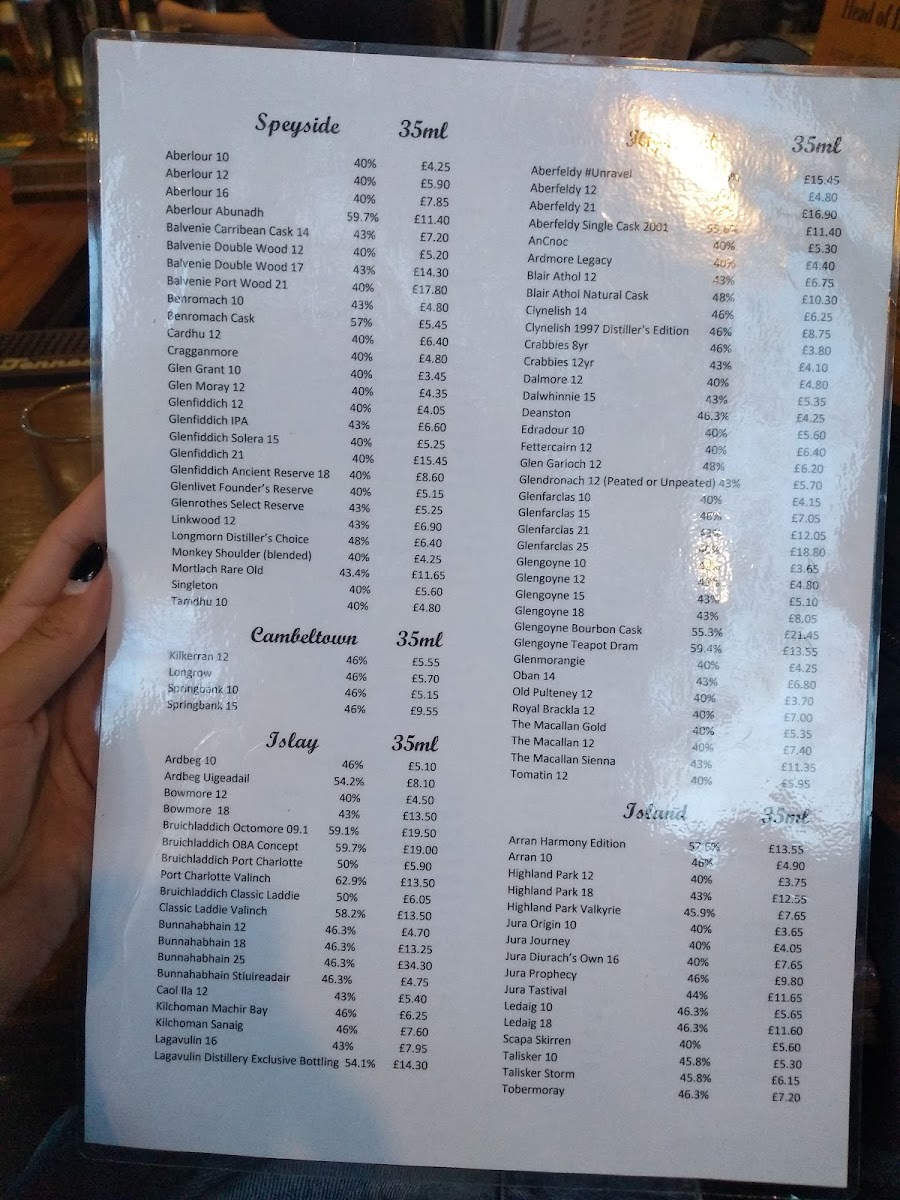 Head of
Speyside 35ml
Aberlour 10 40% £4.25
Aberlour 12 40% £5.90
Aberlour 16 40% £7.85
Aberlour Abunadh 59.7% £11.40
Balvenie Carribean Cask 14 43% £7.20
Balvenie Double Wood 12 40% £5.20
Balvenie Double Wood 17 43% £14.30
Balvenie Port Wood 21 40% £17.80
Benromach 10 43% £4.80
Benromach Cask 57% £5.45
Cardhu 12 40% £6.40
Cragganmore 40% £4.80
Glen Grant 10 40% £3.45
Glen Moray 12 40% £4.35
Glenfiddich 12 40% £4.05
Glenfiddich IPA 43% £6.60
Glenfiddich Solera 15 40% £5.25
Glenfiddich 21 40% £15.45
Glenfiddich Ancient Reserve 18 40% £8.60
Glenlivet Founder's Reserve 40% £5.15
Glenrothes Select Reserve 43% £5.25
Linkwood 12 43% £6.90
Longmorn Distiller's Choice 48% £6.40
Monkey Shoulder (blended) 40% £4.25
Mortlach Rare Old 43.4% £11.65
Singleton 40% £5.60
Tamdhu 10 40% £4.80
Cambeltown 35ml
Kilkerran 12 46% £5.55
Longrow 46% £5.70
Springbank 10 46% £5.15
Springbank 15 46% £9.55
Islay 35ml
Ardbeg 10 46% £5.10
Ardbeg Uigeadail 54.2% £8.10
Bowmore 12 40% £4.50
Bowmore 18 43% £13.50
Bruichladdich Octomore 09.1 59.1% £19.50
Bruichladdich OBA Concept 59.7% £19.00
Bruichladdich Port Charlotte 50% £5.90
Port Charlotte Valinch 62.9% £13.50
Bruichladdich Classic Laddie 50% £6.05
Classic Laddie Valinch 58.2% £13.50
Bunnahabhain 12 46.3% £4.70
Bunnahabhain 18 46.3% £13.25
Bunnahabhain 25 46.3% £34.30
Bunnahabhain Stiuireadair 46.3% £4.75
Caol Ila 12 43% £5.40
Kilchoman Machir Bay 46% £6.25
Kilchoman Sanaig 46% £7.60
Lagavulin 16 43% £7.95
Lagavulin Distillery Exclusive Bottling 54.1% £14.30
35ml
Aberfeldy #Unravel £15.45
Aberfeldy 12 £4.80
Aberfeldy 21 £16.90
Aberfeldy Single Cask 2001 55.6% £11.40
AnCnoc 40% £5.30
Ardmore Legacy 40% £4.40
Blair Athol 12 43% £6.75
Blair Athol Natural Cask 48% £10.30
Clynelish 14 46% £6.25
Clynelish 1997 Distiller's Edition 46% £8.75
Crabbies 8yr 46% £3.80
Crabbies 12yr 43% £4.10
Dalmore 12 40% £4.80
Dalwhinnie 15 43% £5.35
Deanston 46.3% £4.25
Edradour 10 40% £5.60
Fettercairn 12 40% £6.40
Glen Garioch 12 48% £6.20
Glendronach 12 (Peated or Unpeated) 43% £5.70
Glenfarclas 10 40% £4.15
Glenfarclas 15 46% £7.05
Glenfarclas 21 £12.05
Glenfarclas 25 £18.80
Glengoyne 10 £3.65
Glengoyne 12 43% £4.80
Glengoyne 15 43% £5.10
Glengoyne 18 43% £8.05
Glengoyne Bourbon Cask 55.3% £21.45
Glengoyne Teapot Dram 59.4% £13.55
Glenmorangie 40% £4.25
Oban 14 43% £6.80
Old Pulteney 12 40% £3.70
Royal Brackla 12 40% £7.00
The Macallan Gold 40% £5.35
The Macallan 12 40% £7.40
The Macallan Sienna 43% £11.35
Tomatin 12 40% £5.95
Island 35ml
Arran Harmony Edition £13.55
Arran 10 46% £4.90
Highland Park 12 40% £3.75
Highland Park 18 43% £12.55
Highland Park Valkyrie 45.9% £7.65
Jura Origin 10 40% £3.65
Jura Journey 40% £4.05
Jura Diurach's Own 16 40% £7.65
Jura Prophecy 46% £9.80
Jura Tastival 44% £11.65
Ledaig 10 46.3% £5.65
Ledaig 18 46.3% £11.60
Scapa Skirren 40% £5.60
Talisker 10 45.8% £5.30
Talisker Storm 45.8% £6.15
Tobermoray 46.3% £7.20